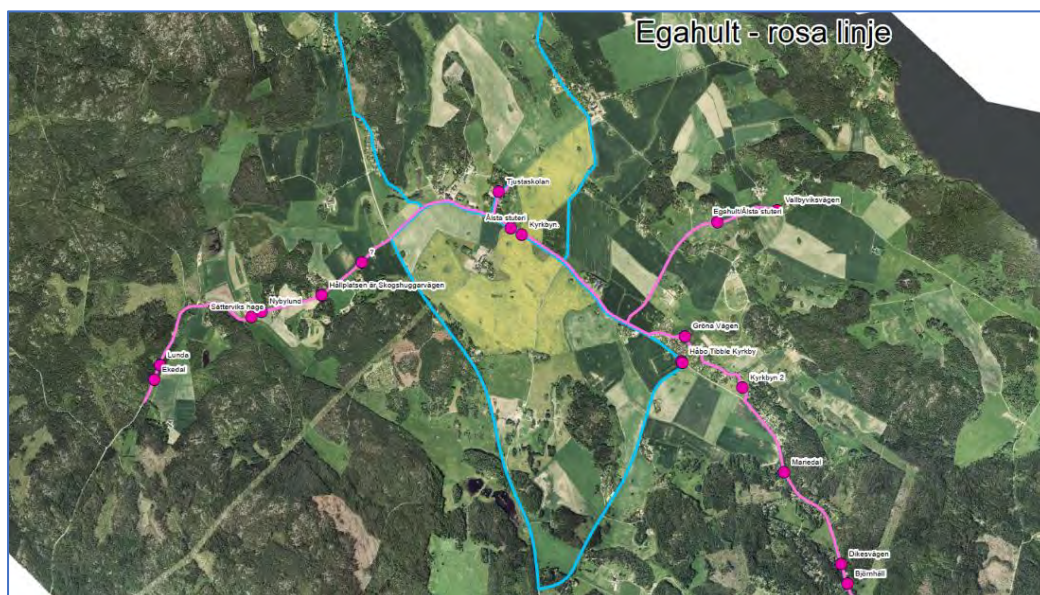 Egahult - rosa linje
Tjustaskolan
Vallbyviksvägen
Egahult/Älsta stuteri
Älsta stuteri
Kyrkbyn
?
Hållplatsen är Skogshuggarvägen
Nybylund
Sätterviks hage
Gröna Vägen
Håbo Tibble Kyrkby
Lunda
Ekedal
Kyrkbyn 2
Mariedal
Dikesvägen
Björnhäll